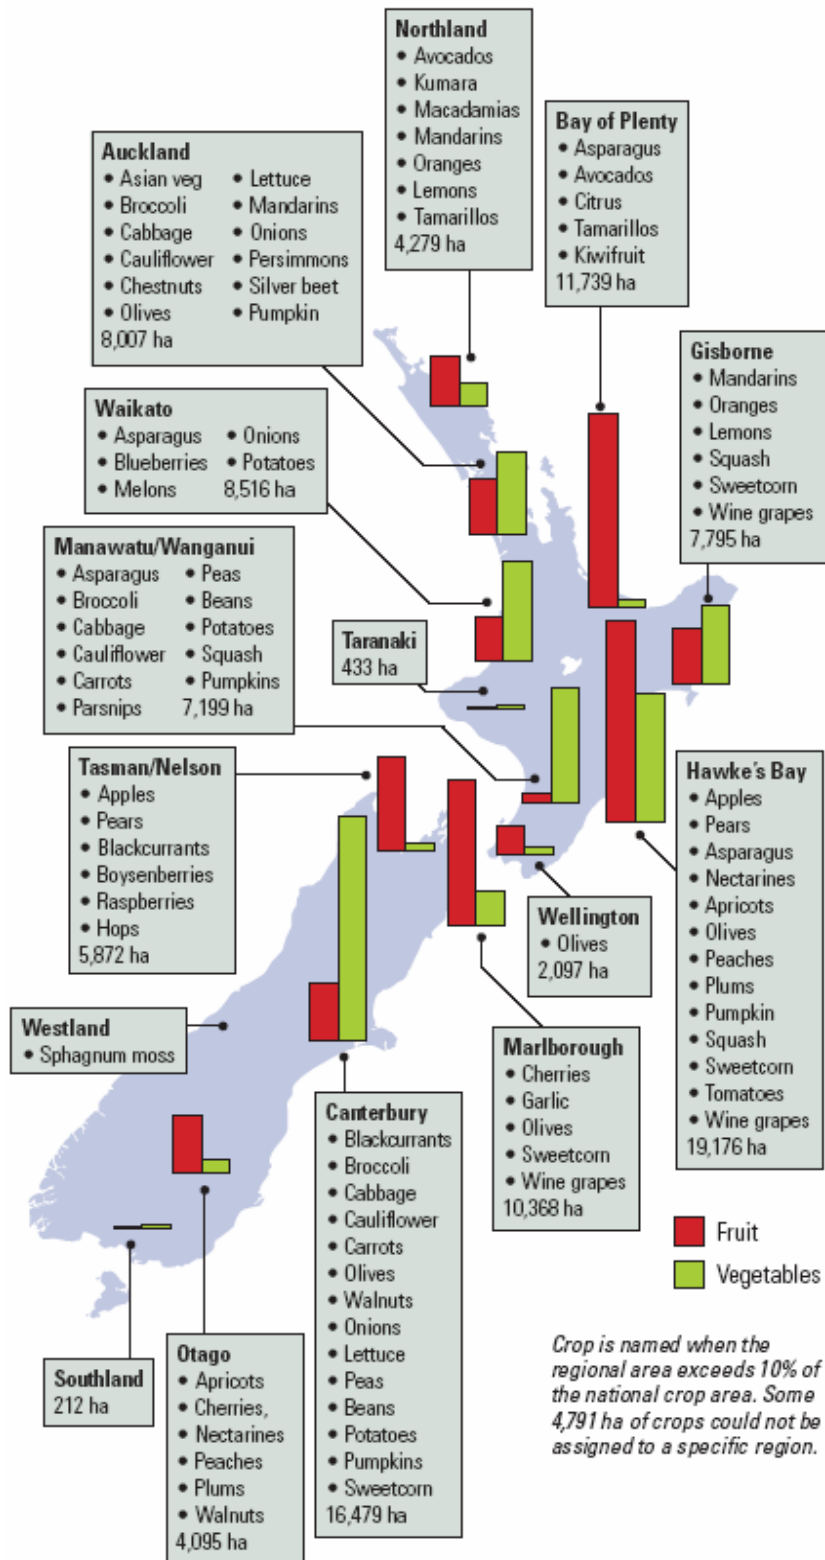 Northland
• Avocados
• Kumara
• Macadamias
• Mandarins
• Oranges
• Lemons
• Tamarillos
4,279 ha
Bay of Plenty
• Asparagus
• Avocados
• Citrus
• Tamarillos
• Kiwifruit
11,739 ha
Auckland
• Asian veg • Lettuce
• Broccoli • Mandarins
• Cabbage • Onions
• Cauliflower • Persimmons
• Chestnuts • Silver beet
• Olives • Pumpkin
8,007 ha
Gisborne
• Mandarins
• Oranges
• Lemons
• Squash
• Sweetcorn
• Wine grapes
7,795 ha
Waikato
• Asparagus • Onions
• Blueberries • Potatoes
• Melons 8,516 ha
Manawatu/Wanganui
• Asparagus • Peas
• Broccoli • Beans
• Cabbage • Potatoes
• Cauliflower • Squash
• Carrots • Pumpkins
• Parsnips 7,199 ha
Taranaki
433 ha
Tasman/Nelson
• Apples
• Pears
• Blackcurrants
• Boysenberries
• Raspberries
• Hops
5,872 ha
Hawke's Bay
• Apples
• Pears
• Asparagus
• Nectarines
• Apricots
• Olives
• Peaches
• Plums
• Pumpkin
• Squash
• Sweetcorn
• Tomatoes
• Wine grapes
19,176 ha
Wellington
• Olives
2,097 ha
Westland
• Sphagnum moss
Marlborough
• Cherries
• Garlic
• Olives
• Sweetcorn
• Wine grapes
10,368 ha
Canterbury
• Blackcurrants
• Broccoli
• Cabbage
• Cauliflower
• Carrots
• Olives
• Walnuts
• Onions
• Lettuce
• Peas
• Beans
• Potatoes
• Pumpkins
• Sweetcorn
16,479 ha
Fruit
Vegetables
Southland
212 ha
Otago
• Apricots
• Cherries,
• Nectarines
• Peaches
• Plums
• Walnuts
4,095 ha
Crop is named when the
regional area exceeds 10% of
the national crop area. Some
4,791 ha of crops could not be
assigned to a specific region.